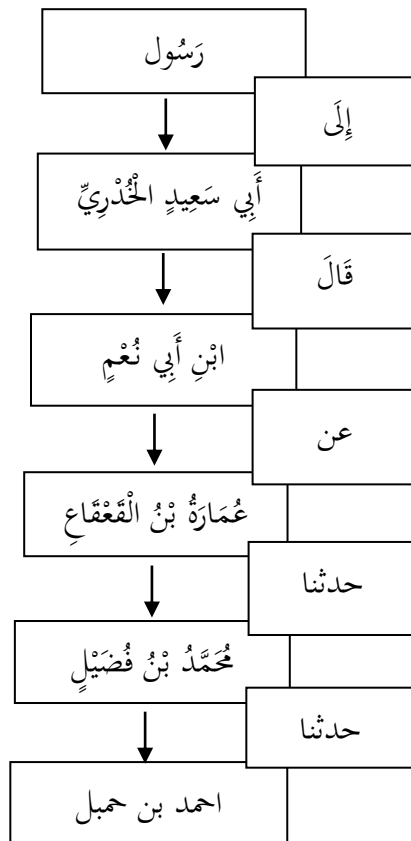 رَسُول
إِلَى
أَبِي سَعِيدٍ الْخُدْرِيِّ
قَالَ
ابْنِ أَبِي نُعْمٍ
عن
عُمَارَةُ بْنُ الْقَعْقَاعِ
حدثنا
مُحَمَّدُ بْنُ فُضَيْلٍ
حدثنا
احمد بن حمبل